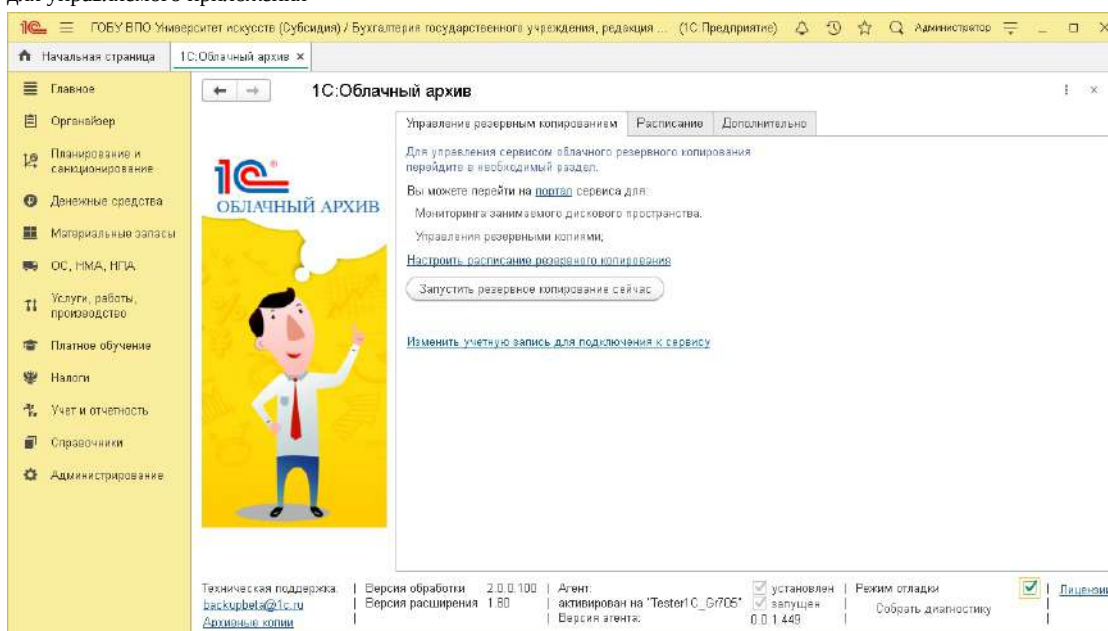 1С ГОБУ ВПО Университет искусств (Субсидия) / Бухгалтерия государственного учреждения, редакция ... (1С:Предприятие) Администратор
Начальная страница 1С:Облачный архив ×
Главное
Органайзер
Планирование и
санкционирование
Денежные средства
Материальные запасы
ОС, НМА, НПА
Услуги, работы,
производство
Платное обучение
Налоги
Учет и отчетность
Справочники
Администрирование
1С:Облачный архив
1С
ОБЛАЧНЫЙ АРХИВ
Управление резервным копированием Расписание Дополнительно
Для управления сервисом облачного резервного копирования
перейдите в необходимый раздел.
Вы можете перейти на портал сервиса для:
Мониторинга занимаемого дискового пространства.
Управления резервными копиями;
Настроить расписание резервного копирования
Запустить резервное копирование сейчас
Изменить учетную запись для подключения к сервису
Техническая поддержка: | Версия обработки 2.0.0.100 | Агент: установлен | Режим отладки | Лицензии
backupbeta@1c.ru | Версия расширения 1.80 | активирован на "Tester1C_Gr705" запущен | Собрать диагностику |
Архивные копии | | Версия агента: 0.0.1.449 | |